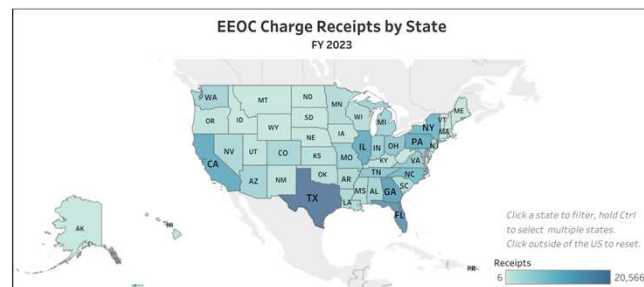 EEOC Charge Receipts by State
FY 2023
WA
MT
ND
MN
ME
OR
ID
SD
WI
MI
VT
NY
WY
IA
NE
PA
MA
NV
UT
CO
KS
MO
IL
IN
OH
NJ
CA
KY
VA
AZ
NM
OK
AR
TN
NC
TX
LA
MS
AL
GA
SC
FL
AK
HI
PR
Click a state to filter, hold Ctrl
to select multiple states.
Click outside of the US to reset.
Receipts
6 20,566